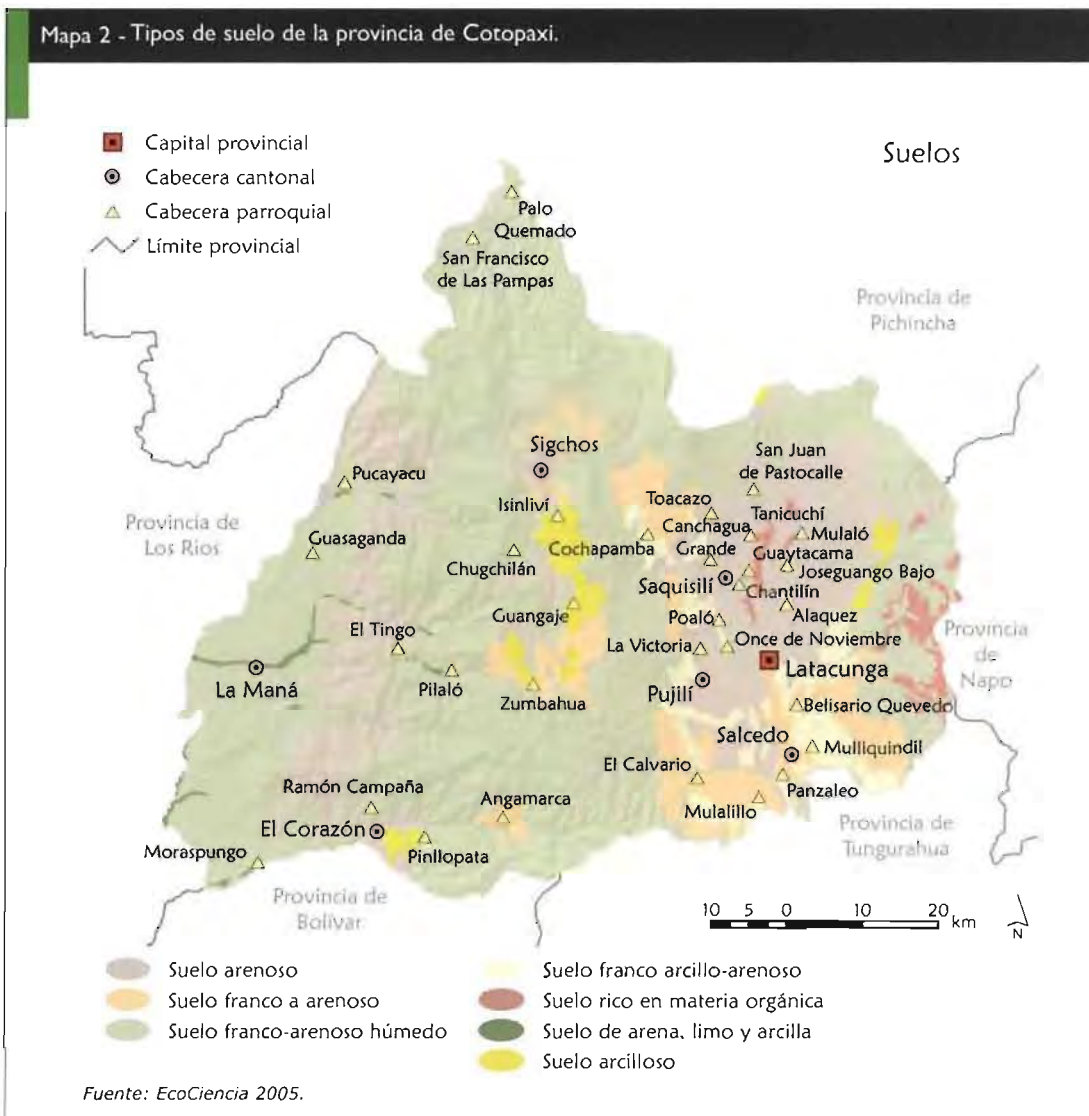 Mapa 2 - Tipos de suelo de la provincia de Cotopaxi.
Suelos
Capital provincial
Cabecera cantonal
Cabecera parroquial
Límite provincial
Palo
Quemado
San Francisco
de Las Pampas
Provincia de
Pichincha
Sigchos
San Juan
de Pastocalle
Pucayacu
Isinliví
Toacazo
Tanicuchí
Canchagua
Grande
Mulaló
Provincia de
Los Ríos
Guasaganda
Chugchilán
Cochapamba
Guaytacama
Joseguango Bajo
Saquisilí
Chantilín
Guangaje
Alaquez
Poaló
El Tingo
La Victoria
Once de Noviembre
Provincia
de
Napo
La Maná
Pilaló
Zumbahua
Pujilí
Latacunga
Belisario Quevedo
Salcedo
Mulliquindil
El Calvario
Panzaleo
Ramón Campaña
Angamarca
Mulalillo
El Corazón
Pinllopata
Moraspungo
Provincia de
Tungurahua
Provincia de
Bolívar
10 5 0 10 20 km
N
Suelo arenoso
Suelo franco a arenoso
Suelo franco-arenoso húmedo
Suelo franco arcillo-arenoso
Suelo rico en materia orgánica
Suelo de arena, limo y arcilla
Suelo arcilloso
Fuente: EcoCiencia 2005.